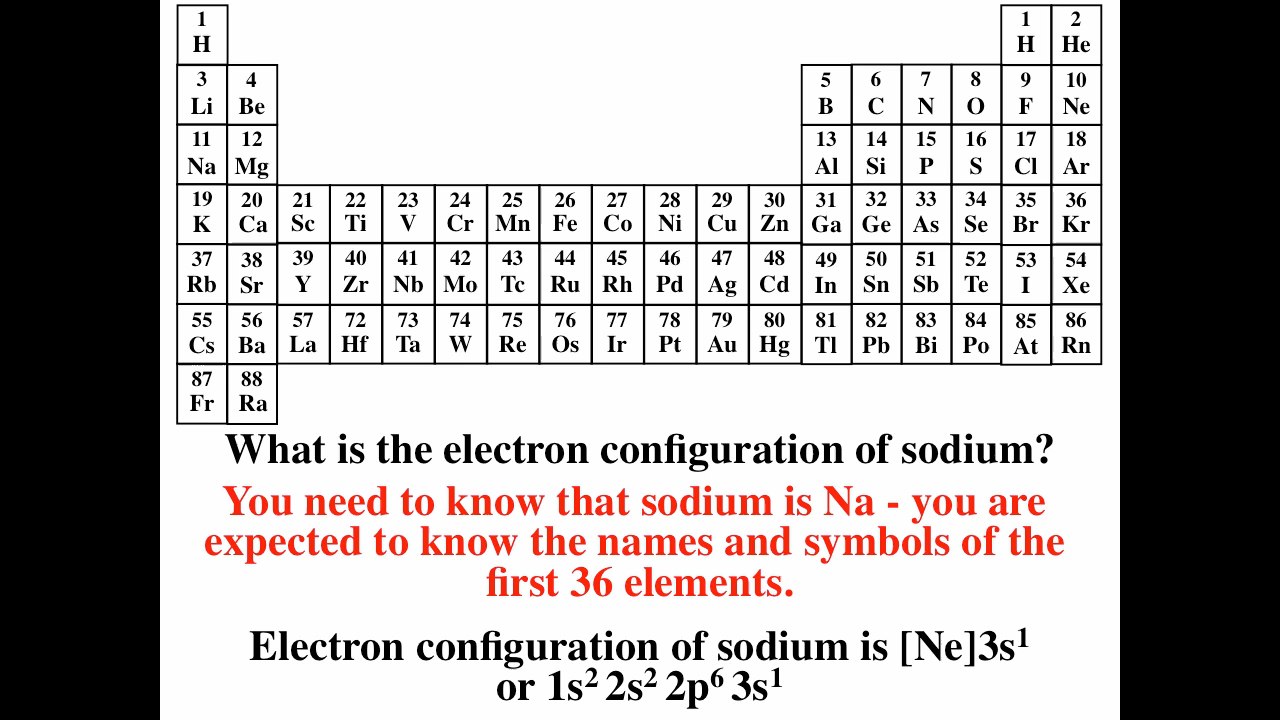 1 1 2
H H He
3 4 5 6 7 8 9 10
Li Be B C N O F Ne
11 12 13 14 15 16 17 18
Na Mg Al Si P S Cl Ar
19 20 21 22 23 24 25 26 27 28 29 30 31 32 33 34 35 36
K Ca Sc Ti V Cr Mn Fe Co Ni Cu Zn Ga Ge As Se Br Kr
37 38 39 40 41 42 43 44 45 46 47 48 49 50 51 52 53 54
Rb Sr Y Zr Nb Mo Tc Ru Rh Pd Ag Cd In Sn Sb Te I Xe
55 56 57 72 73 74 75 76 77 78 79 80 81 82 83 84 85 86
Cs Ba La Hf Ta W Re Os Ir Pt Au Hg Tl Pb Bi Po At Rn
87 88
Fr Ra
What is the electron configuration of sodium?
You need to know that sodium is Na - you are
expected to know the names and symbols of the
first 36 elements.
Electron configuration of sodium is [Ne]3s¹
or 1s² 2s² 2p⁶ 3s¹